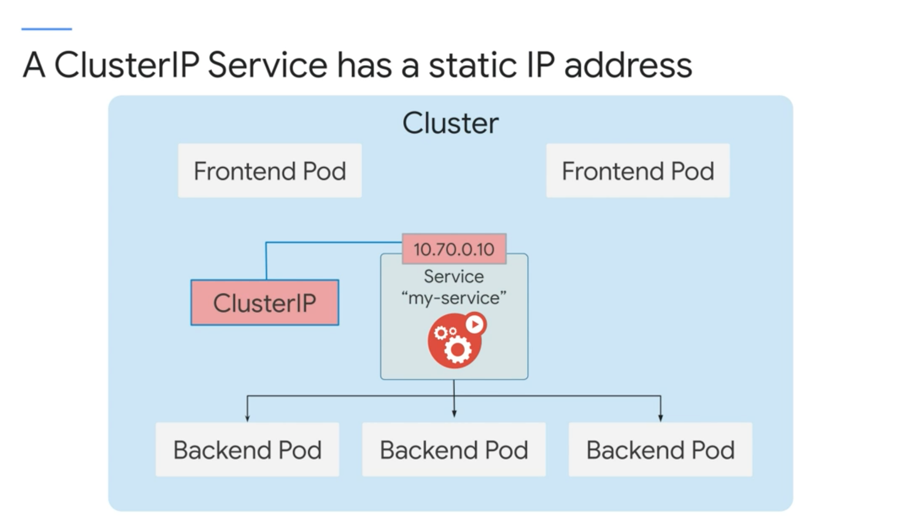 A ClusterIP Service has a static IP address
Cluster
Frontend Pod
Frontend Pod
10.70.0.10
ClusterIP
Service
“my-service”
Backend Pod
Backend Pod
Backend Pod